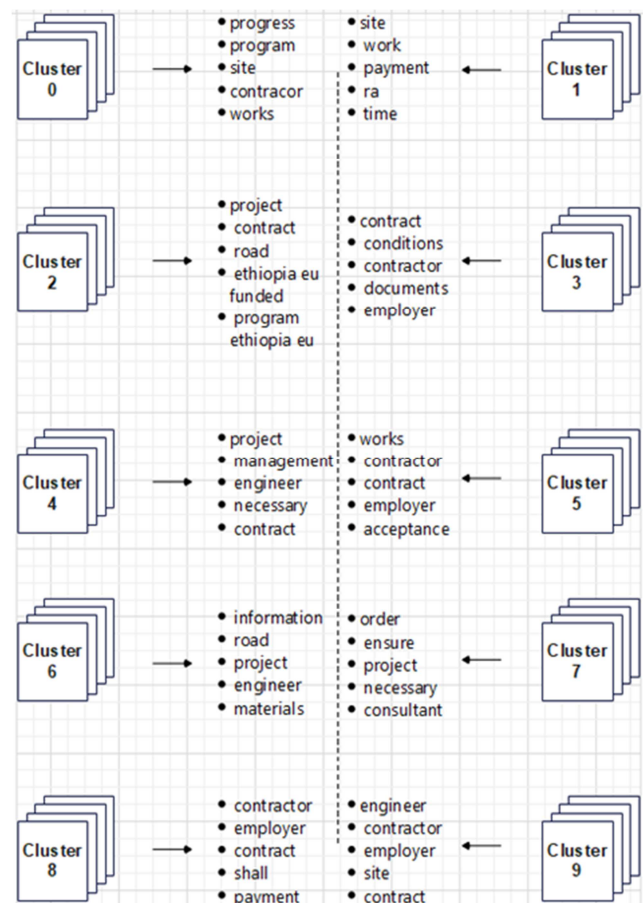 Cluster
0
progress
program
site
contracor
works
site
work
payment
ra
time
Cluster
1
Cluster
2
project
contract
road
ethiopia eu
funded
program
ethiopia eu
contract
conditions
contractor
documents
employer
Cluster
3
Cluster
4
project
management
engineer
necessary
contract
works
contractor
contract
employer
acceptance
Cluster
5
Cluster
6
information
road
project
engineer
materials
order
ensure
project
necessary
consultant
Cluster
7
Cluster
8
contractor
employer
contract
shall
payment
engineer
contractor
employer
site
contract
Cluster
9